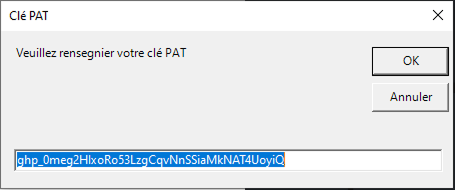 Clé PAT
Veuillez rensegnier votre clé PAT
OK
Annuler
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